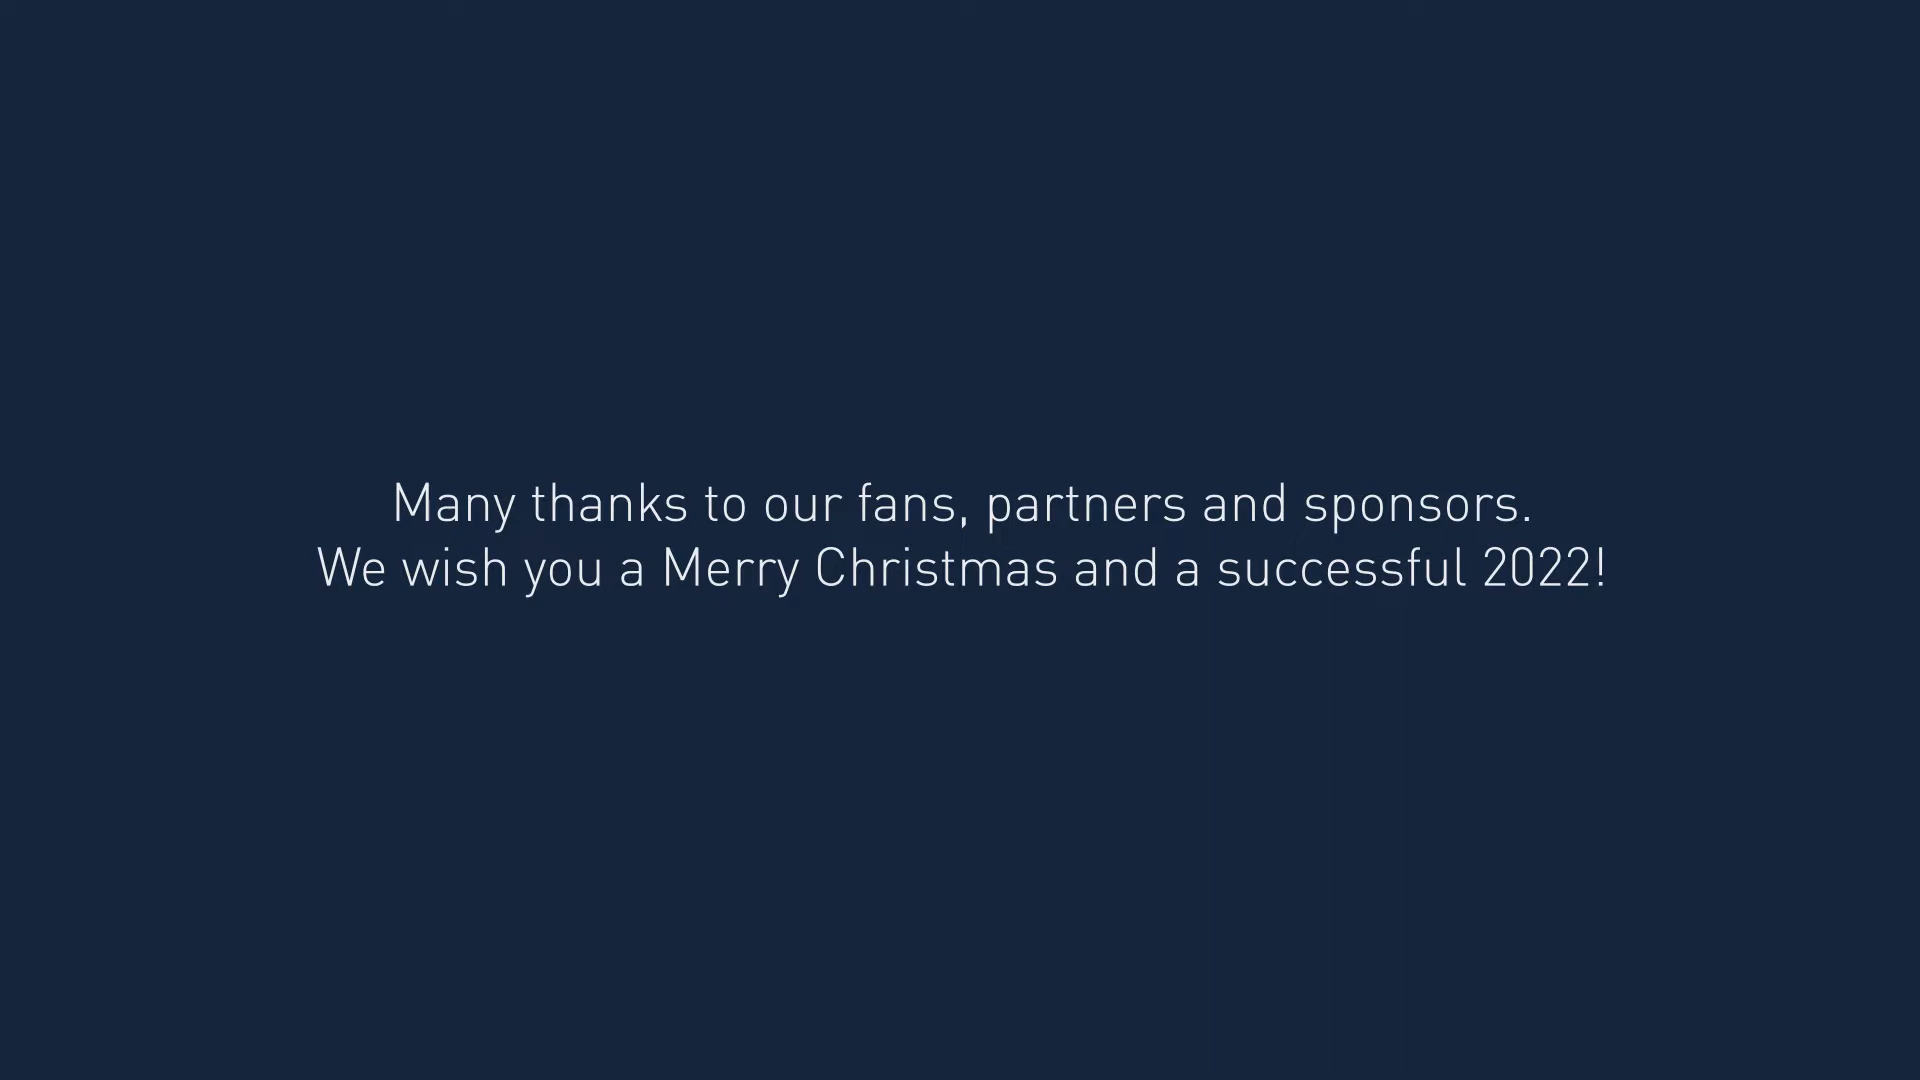 Many thanks to our fans, partners and sponsors.
We wish you a Merry Christmas and a successful 2022!